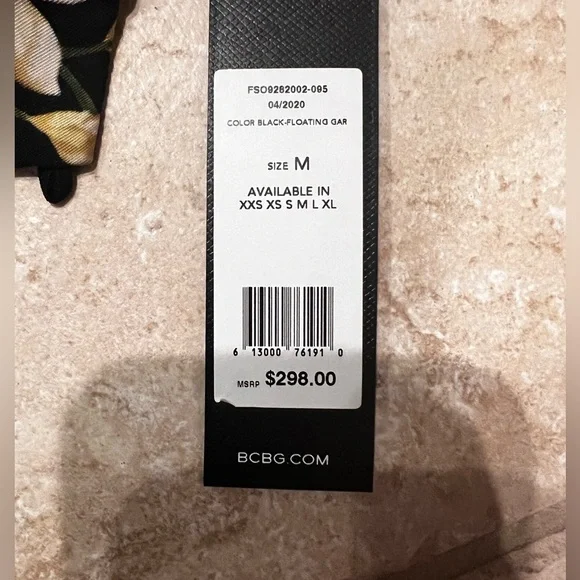 FSO9262002-095
04/2020
COLOR BLACK-FLOATING GAR
SIZE M
AVAILABLE IN
XXS XS S M L XL
6 13000 76191 0
MSRP $298.00
BCBG.COM